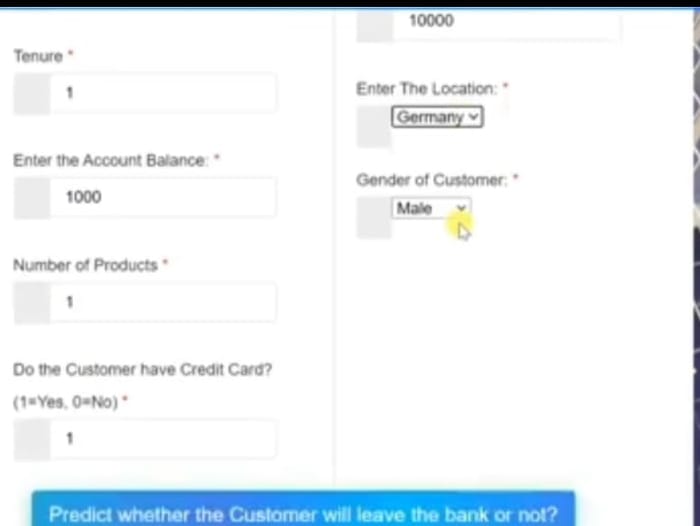 Tenure *
1
Enter the Account Balance: *
1000
Number of Products *
1
Do the Customer have Credit Card?
(1=Yes, 0=No) *
1
10000
Enter The Location: *
Germany
Gender of Customer: *
Male
Predict whether the Customer will leave the bank or not?